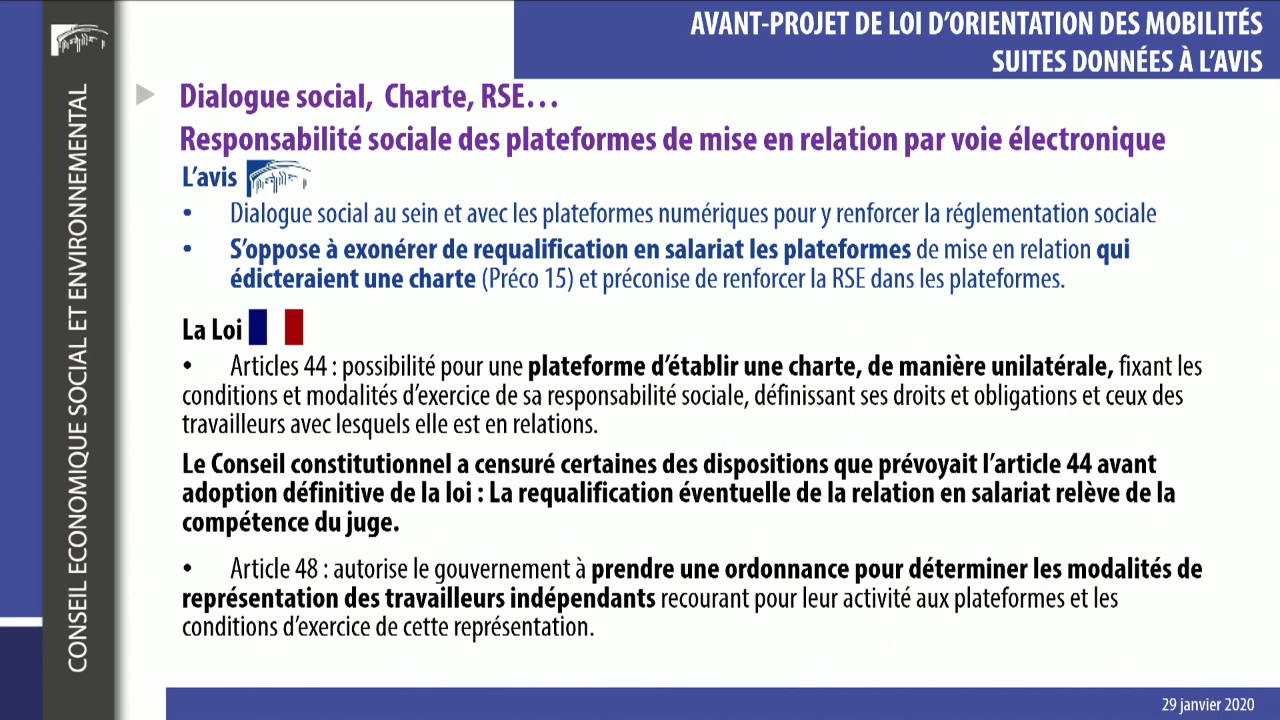 AVANT-PROJET DE LOI D’ORIENTATION DES MOBILITÉS
SUITES DONNÉES À L’AVIS
CONSEIL ECONOMIQUE SOCIAL ET ENVIRONNEMENTAL
Dialogue social, Charte, RSE…
Responsabilité sociale des plateformes de mise en relation par voie électronique
L’avis
• Dialogue social au sein et avec les plateformes numériques pour y renforcer la réglementation sociale
• S’oppose à exonérer de requalification en salariat les plateformes de mise en relation qui
édicteraient une charte (Préco 15) et préconise de renforcer la RSE dans les plateformes.
La Loi
• Articles 44 : possibilité pour une plateforme d’établir une charte, de manière unilatérale, fixant les
conditions et modalités d’exercice de sa responsabilité sociale, définissant ses droits et obligations et ceux des
travailleurs avec lesquels elle est en relations.
Le Conseil constitutionnel a censuré certaines des dispositions que prévoyait l’article 44 avant
adoption définitive de la loi : La requalification éventuelle de la relation en salariat relève de la
compétence du juge.
• Article 48 : autorise le gouvernement à prendre une ordonnance pour déterminer les modalités de
représentation des travailleurs indépendants recourant pour leur activité aux plateformes et les
conditions d’exercice de cette représentation.
29 janvier 2020